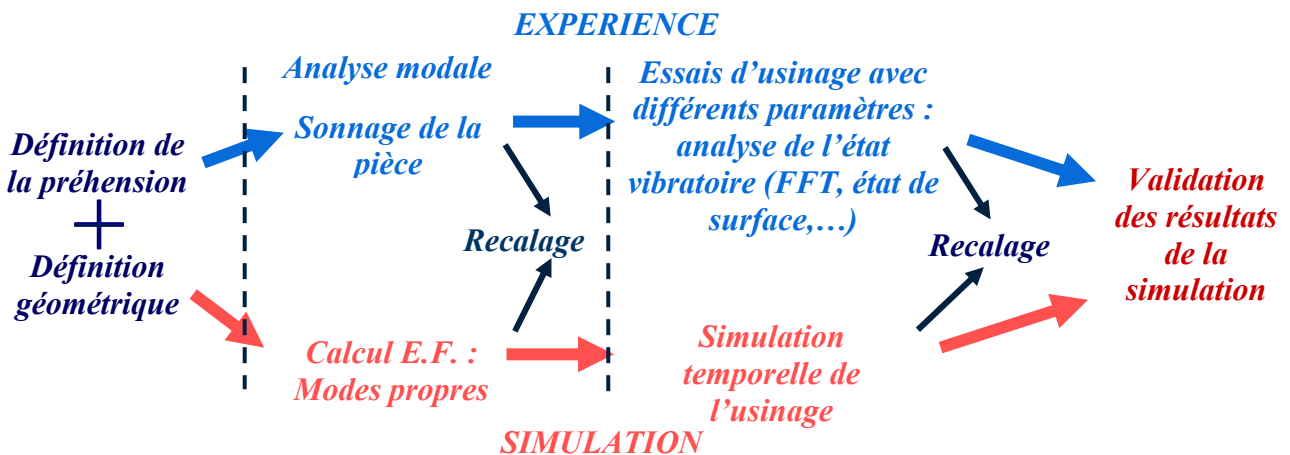 EXPERIENCE
Définition de
la préhension
+
Définition
géométrique
Analyse modale
Sonnage de la
pièce
Recalage
Calcul E.F. :
Modes propres
Essais d’usinage avec
différents paramètres :
analyse de l’état
vibratoire (FFT, état de
surface,…)
Recalage
Simulation
temporelle de
l’usinage
Validation
des résultats
de la
simulation
SIMULATION